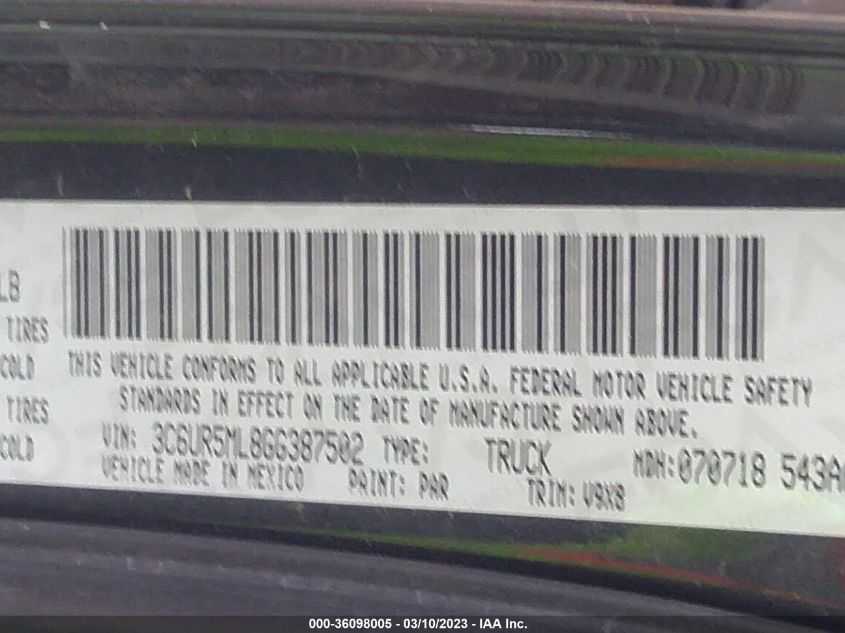 LB
THIS VEHICLE CONFORMS TO ALL APPLICABLE U.S.A. FEDERAL MOTOR VEHICLE SAFETY
STANDARDS IN EFFECT ON THE DATE OF MANUFACTURE SHOWN ABOVE.
TIRES
COLD
TIRES
COLD
VIN: 3C6UR5ML8GG387502 TYPE: TRUCK MDH:070718 543A
VEHICLE MADE IN MEXICO PAINT: PAR TRIM: V9X8
000-36098005 - 03/10/2023 - IAA Inc.